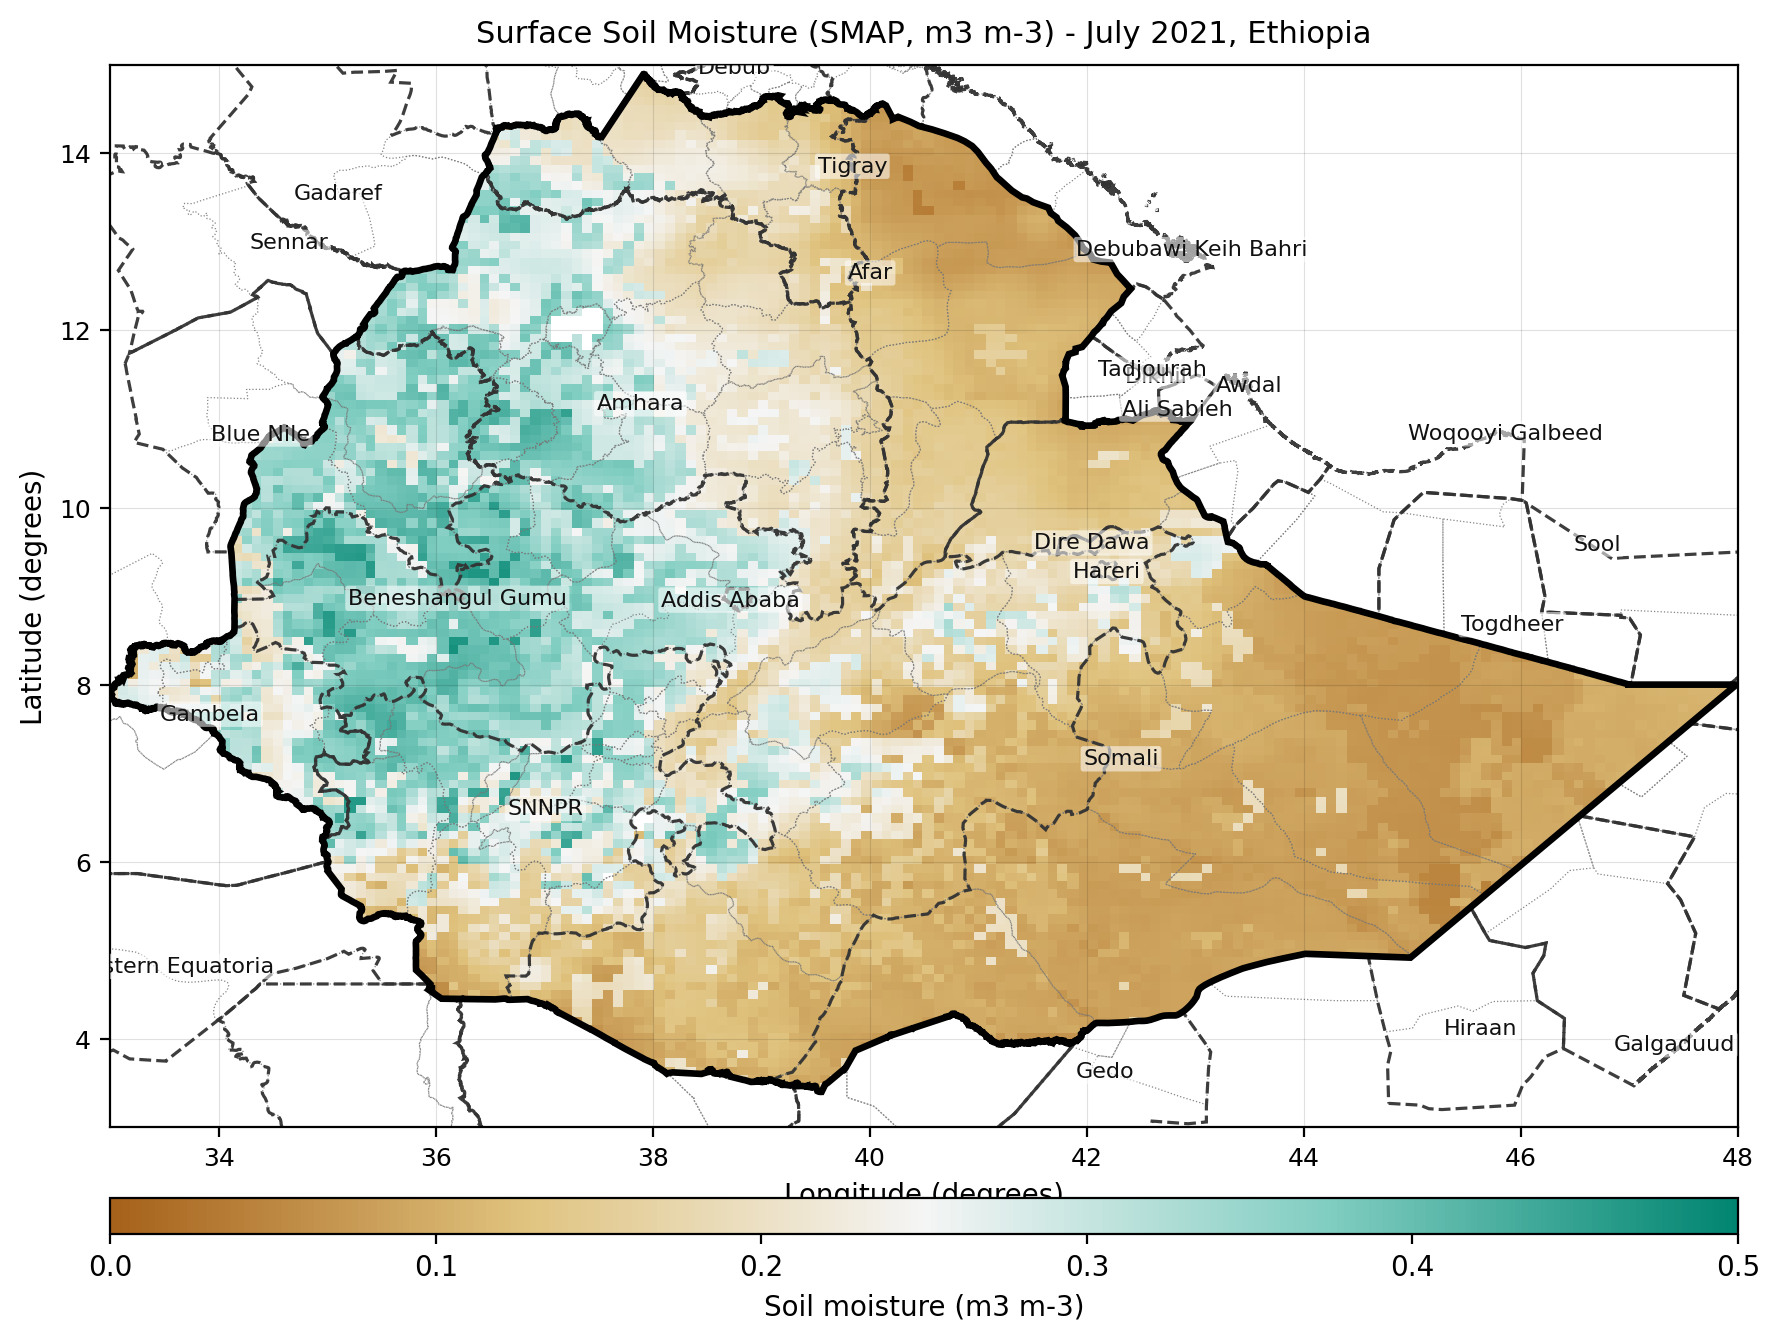 Surface Soil Moisture (SMAP, m3 m-3) - July 2021, Ethiopia
Debub
14
Tigray
Gadaref
Sennar
Debubawi Keih Bahri
Afar
12
Tadjourah
Dikhil
Awdal
Amhara
Ali Sabieh
Blue Nile
Woqooyi Galbeed
Latitude (degrees)
10
Dire Dawa
Sool
Hareri
Beneshangul Gumu
Addis Ababa
Togdheer
8
Gambela
Somali
SNNPR
6
stern Equatoria
4
Hiraan
Galgaduud
Gedo
34 36 38 40 42 44 46 48
Longitude (degrees)
0.0 0.1 0.2 0.3 0.4 0.5
Soil moisture (m3 m-3)